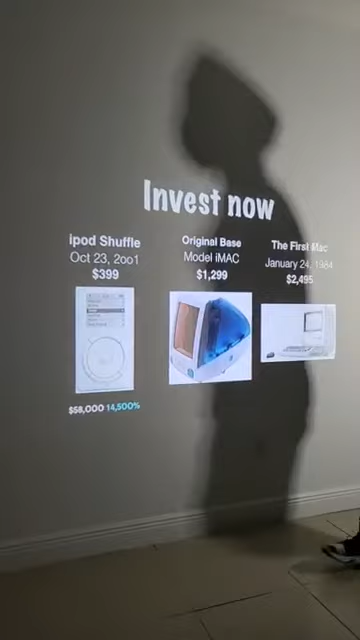 Invest now
ipod Shuffle
Oct 23, 2oo1
$399
$58,000 14,500%
Original Base
Model iMAC
$1,299
The First Mac
January 24, 1984
$2,495